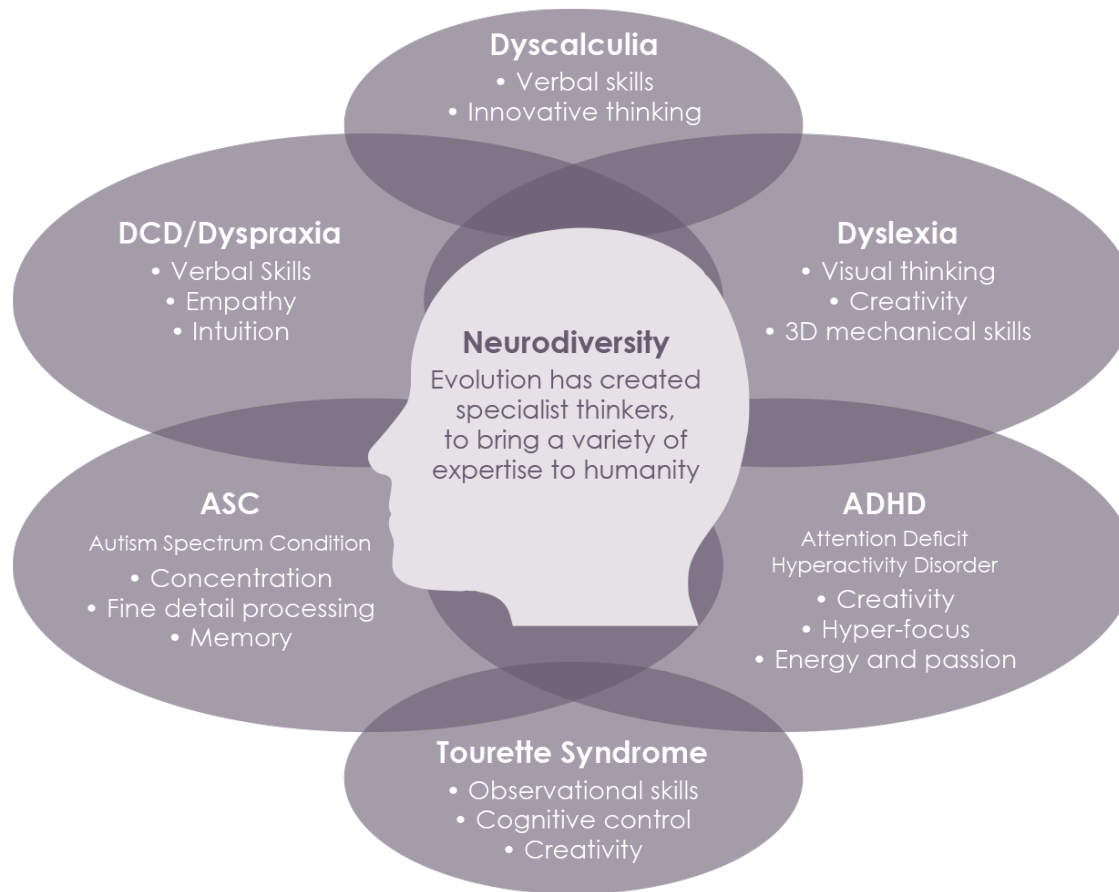 Dyscalculia
• Verbal skills
• Innovative thinking
DCD/Dyspraxia
• Verbal Skills
• Empathy
• Intuition
Dyslexia
• Visual thinking
• Creativity
• 3D mechanical skills
Neurodiversity
Evolution has created
specialist thinkers,
to bring a variety of
expertise to humanity
ASC
Autism Spectrum Condition
• Concentration
• Fine detail processing
• Memory
ADHD
Attention Deficit
Hyperactivity Disorder
• Creativity
• Hyper-focus
• Energy and passion
Tourette Syndrome
• Observational skills
• Cognitive control
• Creativity